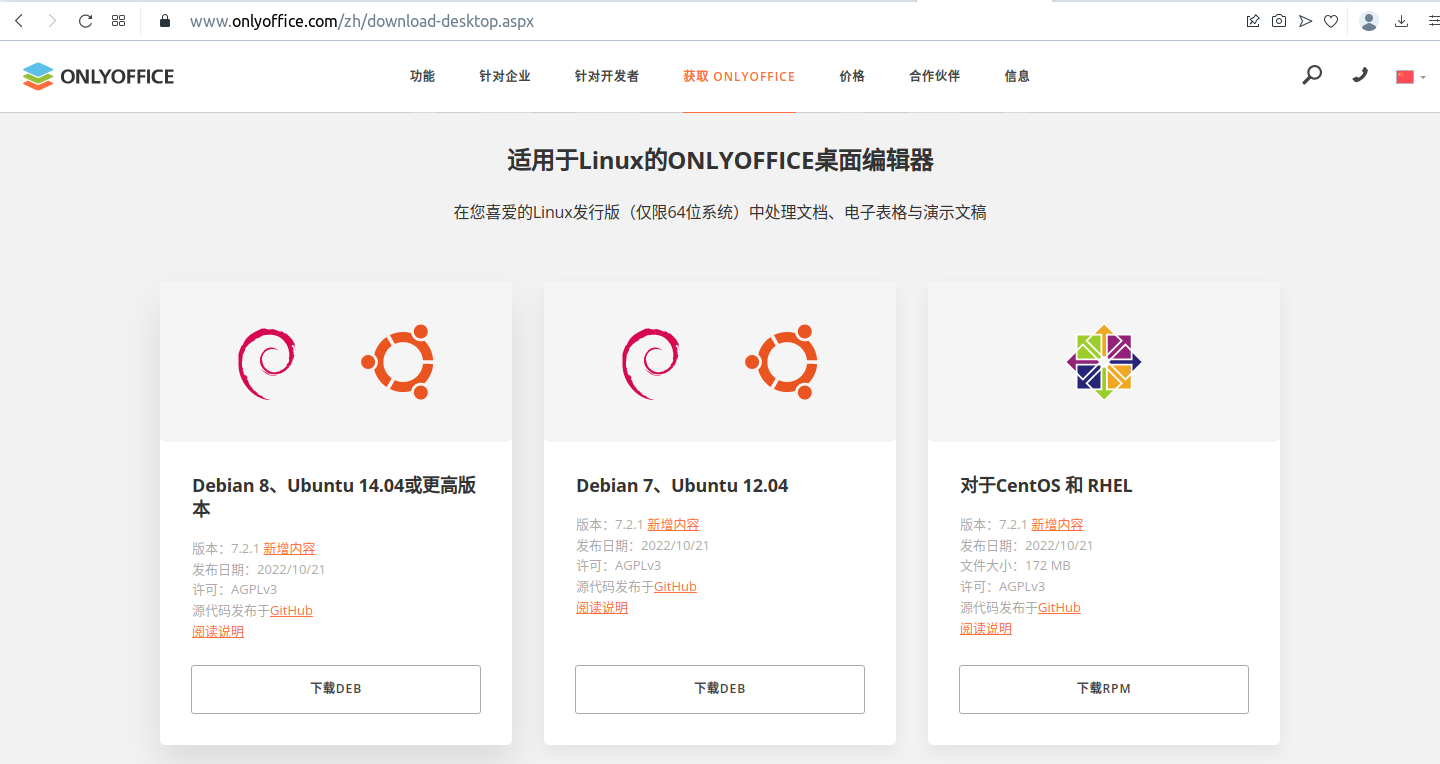 www.onlyoffice.com/zh/download-desktop.aspx
ONLYOFFICE
功能
针对企业
针对开发者
获取 ONLYOFFICE
价格
合作伙伴
信息
适用于Linux的ONLYOFFICE桌面编辑器
在您喜爱的Linux发行版（仅限64位系统）中处理文档、电子表格与演示文稿
Debian 8、Ubuntu 14.04或更高版
本
版本：7.2.1 新增内容
发布日期：2022/10/21
许可：AGPLv3
源代码发布于GitHub
阅读说明
下载DEB
Debian 7、Ubuntu 12.04
版本：7.2.1 新增内容
发布日期：2022/10/21
许可：AGPLv3
源代码发布于GitHub
阅读说明
下载DEB
对于CentOS 和 RHEL
版本：7.2.1 新增内容
发布日期：2022/10/21
文件大小：172 MB
许可：AGPLv3
源代码发布于GitHub
阅读说明
下载RPM